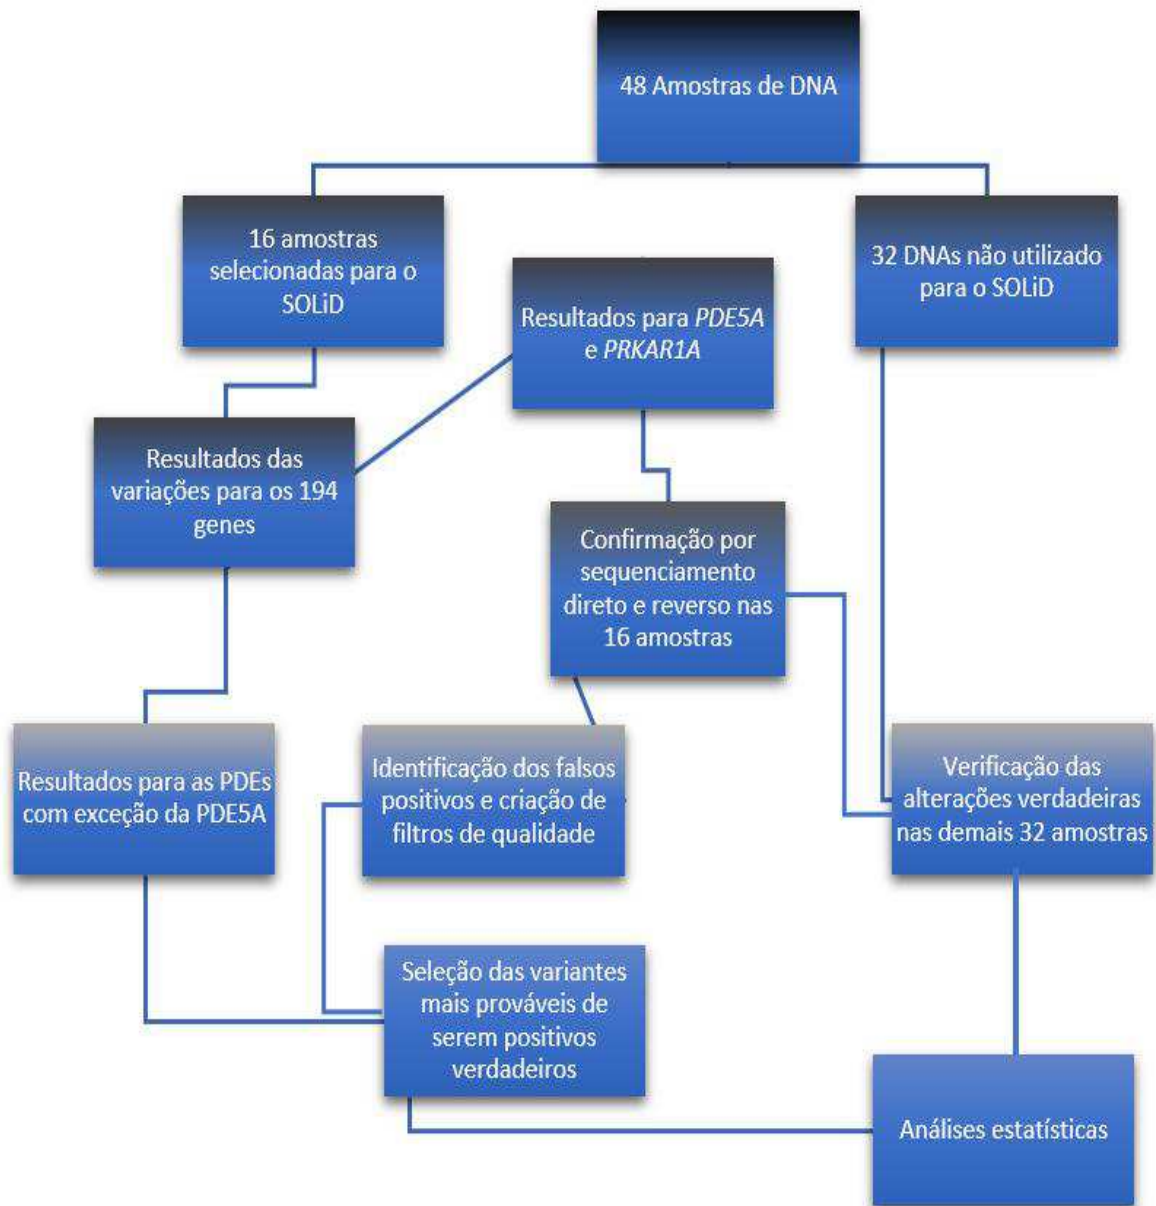 48 Amostras de DNA
16 amostras
selecionadas para o
SOLiD
32 DNAs não utilizado
para o SOLiD
Resultados para PDE5A
e PRKAR1A
Resultados das
variações para os 194
genes
Confirmação por
sequenciamento
direto e reverso nas
16 amostras
Resultados para as PDEs
com exceção da PDE5A
Identificação dos falsos
positivos e criação de
filtros de qualidade
Verificação das
alterações verdadeiras
nas demais 32 amostras
Seleção das variantes
mais prováveis de
serem positivos
verdadeiros
Análises estatísticas